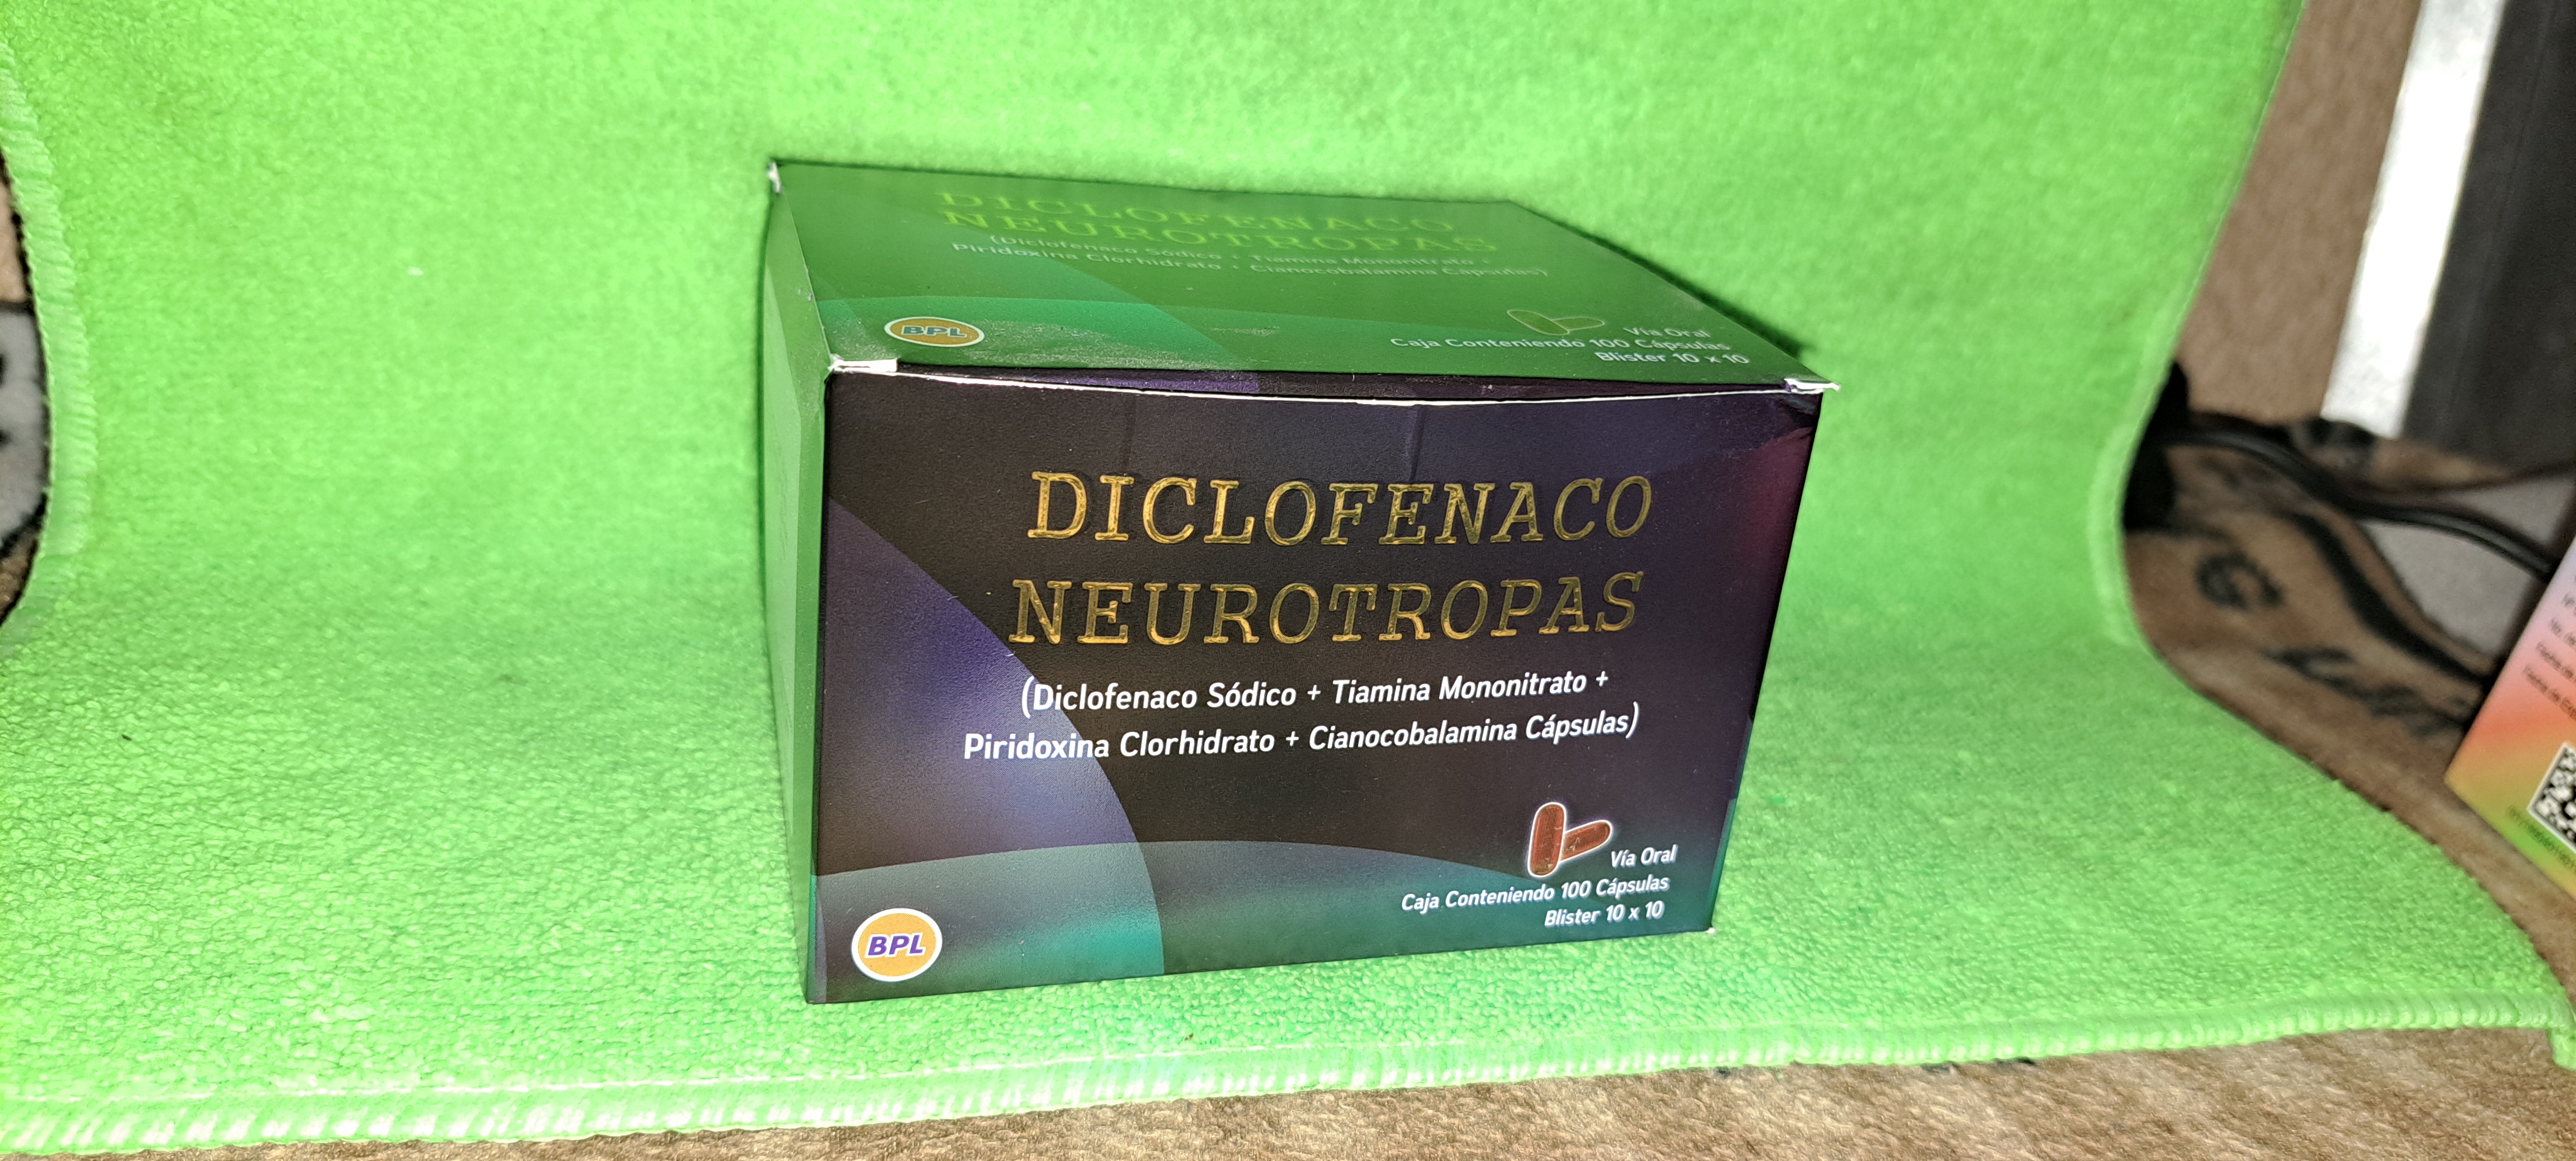 DICLOFENACO
NEUROTROPAS
(Diclofenaco Sódico + Tiamina Mononitrato +
Piridoxina Clorhidrato + Cianocobalamina Cápsulas)
BPL
Vía Oral
Caja Conteniendo 100 Cápsulas
Blister 10 x 10
DICLOFENACO
NEUROTROPAS
(Diclofenaco Sódico + Tiamina Mononitrato +
Piridoxina Clorhidrato + Cianocobalamina Cápsulas)
Vía Oral
Caja Conteniendo 100 Cápsulas
Blister 10 x 10
BPL